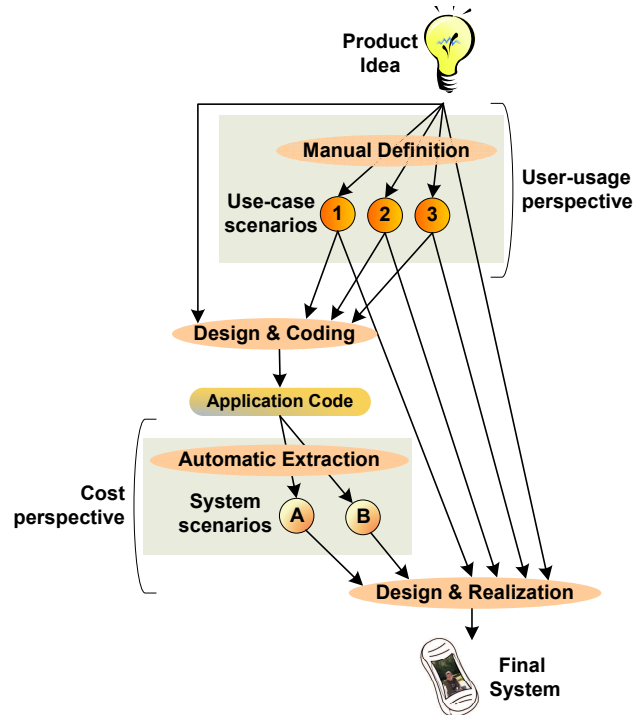 Product
Idea
Manual Definition
User-usage
perspective
Use-case
scenarios
1
2
3
Design & Coding
Application Code
Automatic Extraction
Cost
perspective
System
scenarios
A
B
Design & Realization
Final
System